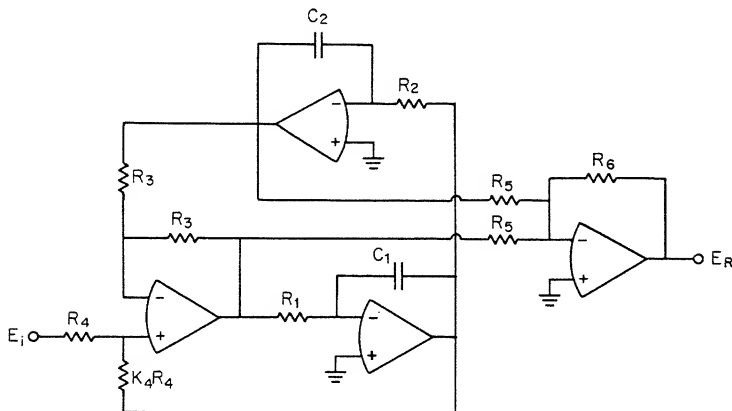 C2
R2
−
+
R3
R6
R5
R3
R5
C1
−
ER
+
−
R1
R4
−
Ei
+
+
K4R4